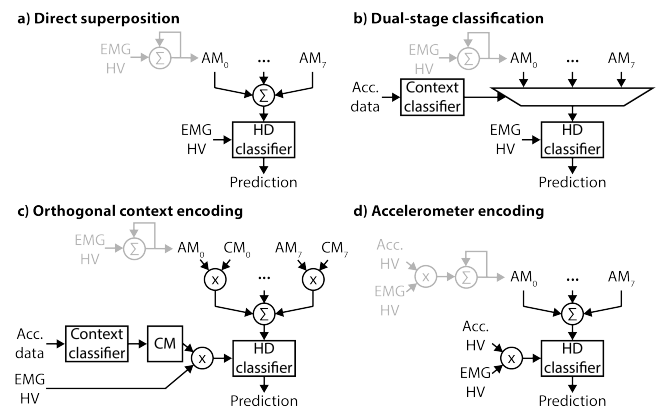 a) Direct superposition
EMG
HV
Σ
AM0
...
AM7
Σ
EMG
HV
HD
classifier
Prediction
b) Dual-stage classification
EMG
HV
Σ
AM0
...
AM7
Acc.
data
Context
classifier
EMG
HV
HD
classifier
Prediction
c) Orthogonal context encoding
EMG
HV
Σ
AM0 CM0
...
AM7 CM7
x
x
Σ
Acc.
data
Context
classifier
CM
x
EMG
HV
HD
classifier
Prediction
d) Accelerometer encoding
Acc.
HV
EMG
HV
x
Σ
AM0
...
AM7
Σ
Acc.
HV
EMG
HV
x
HD
classifier
Prediction